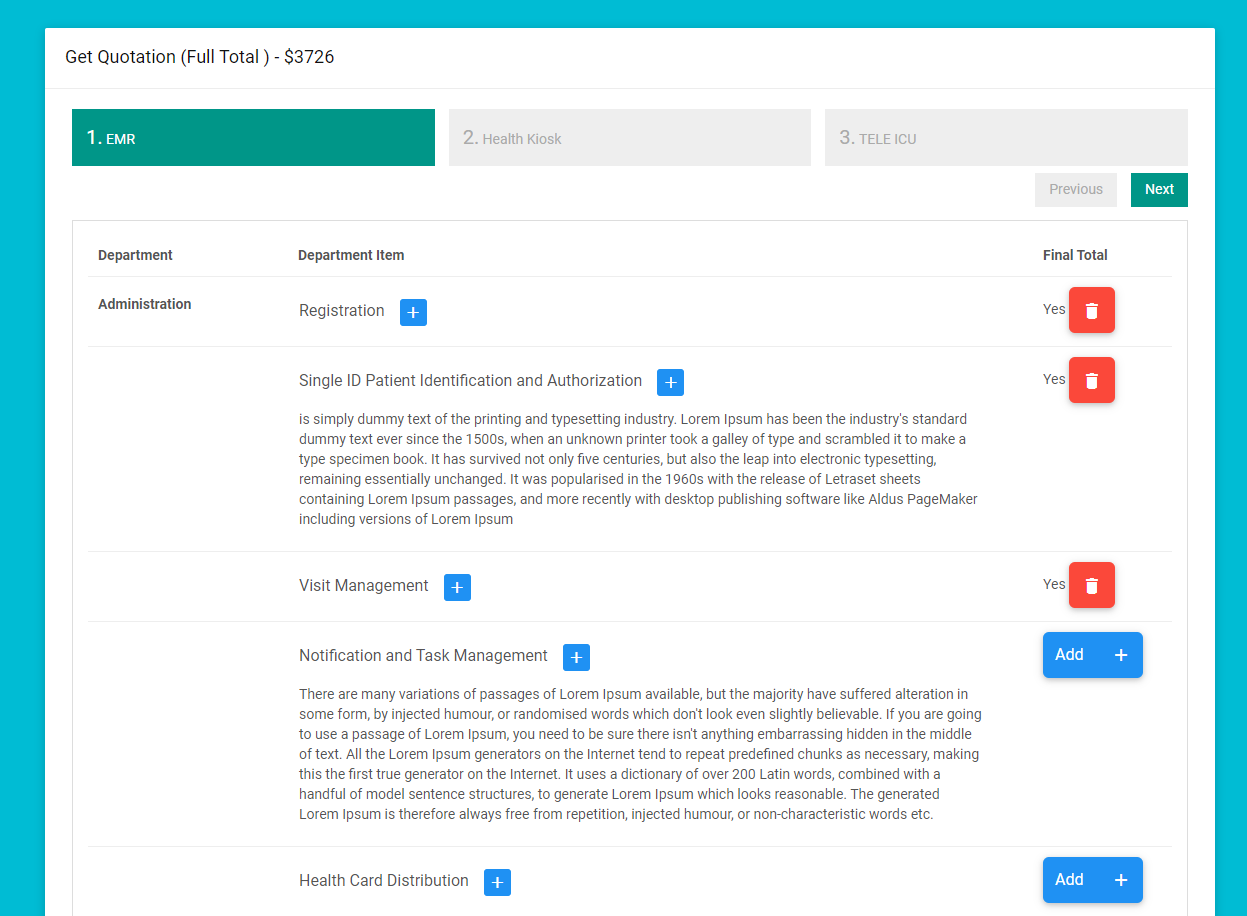 Get Quotation (Full Total ) - $3726
1. EMR
2. Health Kiosk
3. TELE ICU
Previous
Next
Department
Department Item
Final Total
Administration
Registration
Yes
Single ID Patient Identification and Authorization
Yes
is simply dummy text of the printing and typesetting industry. Lorem Ipsum has been the industry's standard
dummy text ever since the 1500s, when an unknown printer took a galley of type and scrambled it to make a
type specimen book. It has survived not only five centuries, but also the leap into electronic typesetting,
remaining essentially unchanged. It was popularised in the 1960s with the release of Letraset sheets
containing Lorem Ipsum passages, and more recently with desktop publishing software like Aldus PageMaker
including versions of Lorem Ipsum
Visit Management
Yes
Notification and Task Management
Add
There are many variations of passages of Lorem Ipsum available, but the majority have suffered alteration in
some form, by injected humour, or randomised words which don't look even slightly believable. If you are going
to use a passage of Lorem Ipsum, you need to be sure there isn't anything embarrassing hidden in the middle
of text. All the Lorem Ipsum generators on the Internet tend to repeat predefined chunks as necessary, making
this the first true generator on the Internet. It uses a dictionary of over 200 Latin words, combined with a
handful of model sentence structures, to generate Lorem Ipsum which looks reasonable. The generated
Lorem Ipsum is therefore always free from repetition, injected humour, or non-characteristic words etc.
Health Card Distribution
Add